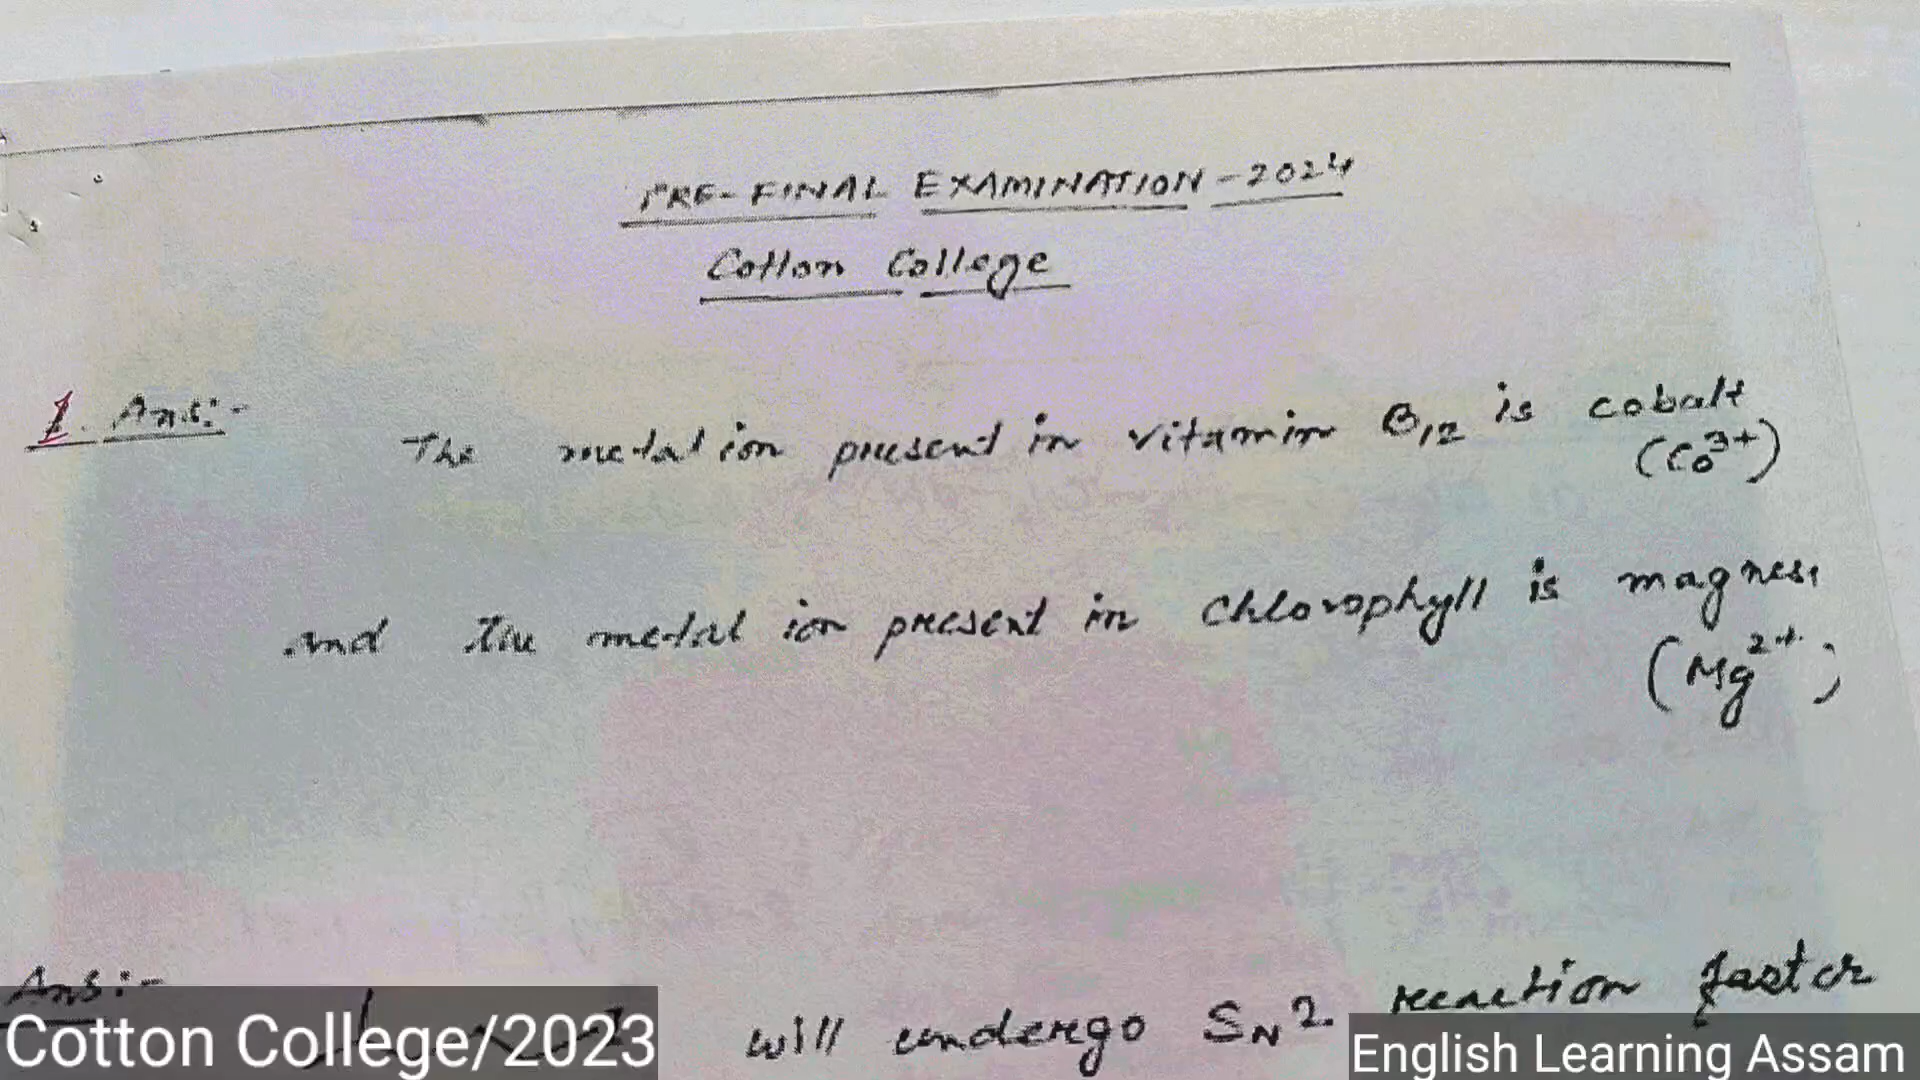 PRE-FINAL EXAMINATION-2024
Cotton College
1. Ans:-
The metal ion present in vitamin B12 is cobalt
(Co3+)
and the metal ion present in chlorophyll is magnesi
(Mg2+)
Ans:-
will undergo SN2 reaction faster
Cotton College/2023
English Learning Assam